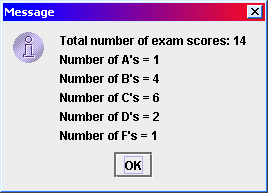 Message
Total number of exam scores: 14
Number of A's = 1
Number of B's = 4
Number of C's = 6
Number of D's = 2
Number of F's = 1
OK